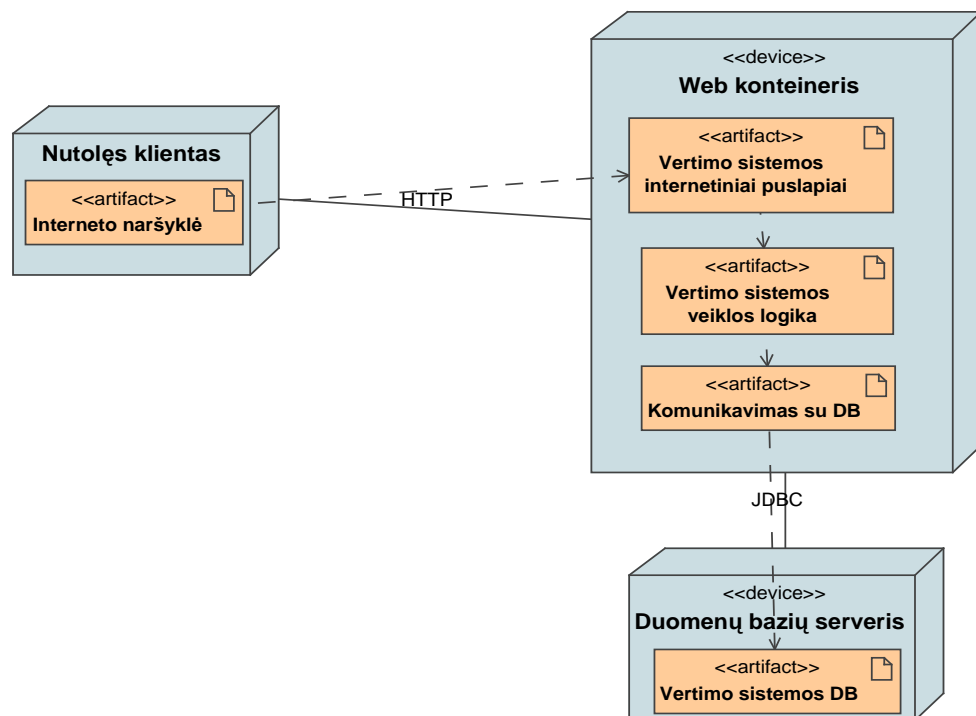 Nutolęs klientas
<<artifact>>
Interneto naršyklė
HTTP
<<device>>
Web konteineris
<<artifact>>
Vertimo sistemos
internetiniai puslapiai
<<artifact>>
Vertimo sistemos
veiklos logika
<<artifact>>
Komunikavimas su DB
JDBC
<<device>>
Duomenų bazių serveris
<<artifact>>
Vertimo sistemos DB